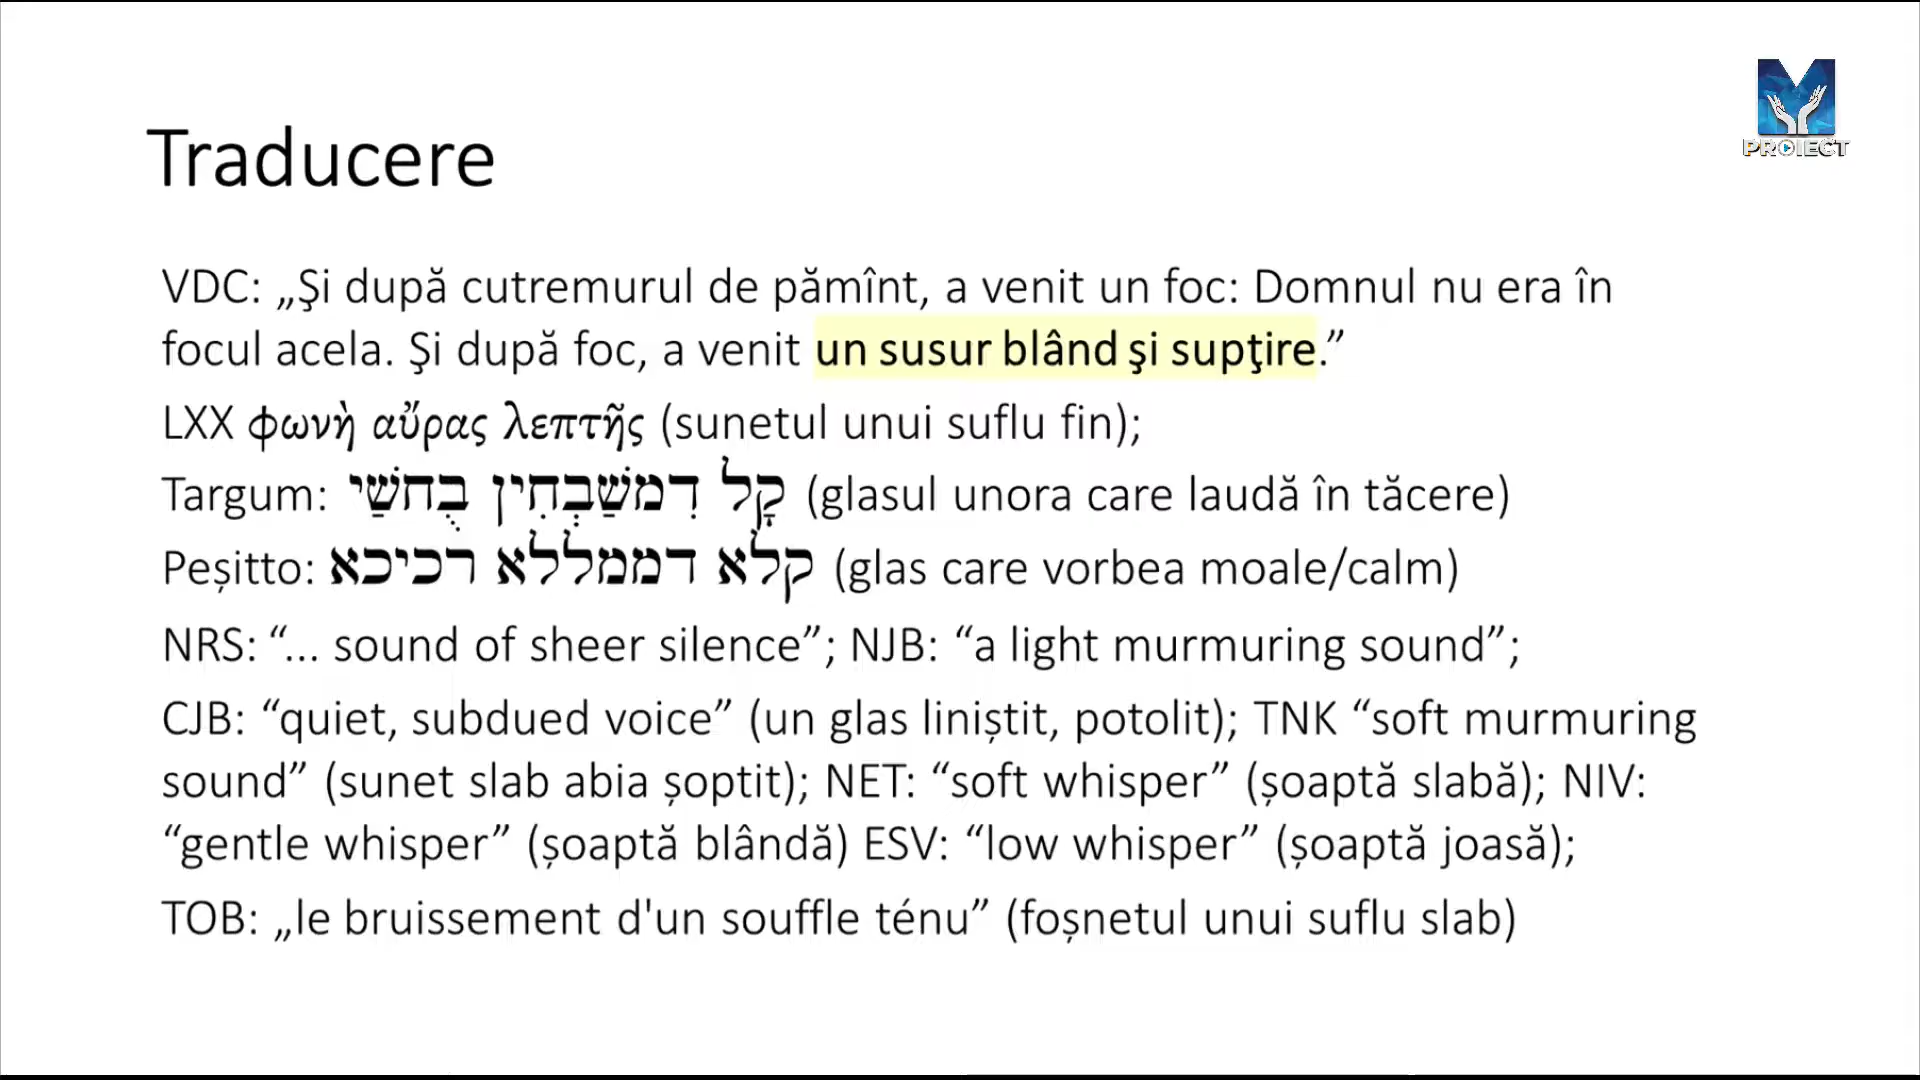 PROIECT
Traducere
VDC: „Şi după cutremurul de pămînt, a venit un foc: Domnul nu era în
focul acela. Şi după foc, a venit un susur blând şi supţire.”
LXX φωνὴ αὔρας λεπτῆς (sunetul unui suflu fin);
Targum: קָל דִמשַׁבְחִין בֻחשַׁי (glasul unora care laudă în tăcere)
Peșitto: קלא דממללא רכיכא (glas care vorbea moale/calm)
NRS: “... sound of sheer silence”; NJB: “a light murmuring sound”;
CJB: “quiet, subdued voice” (un glas liniștit, potolit); TNK “soft murmuring
sound” (sunet slab abia șoptit); NET: “soft whisper” (șoaptă slabă); NIV:
“gentle whisper” (șoaptă blândă) ESV: “low whisper” (șoaptă joasă);
TOB: „le bruissement d'un souffle ténu” (foșnetul unui suflu slab)